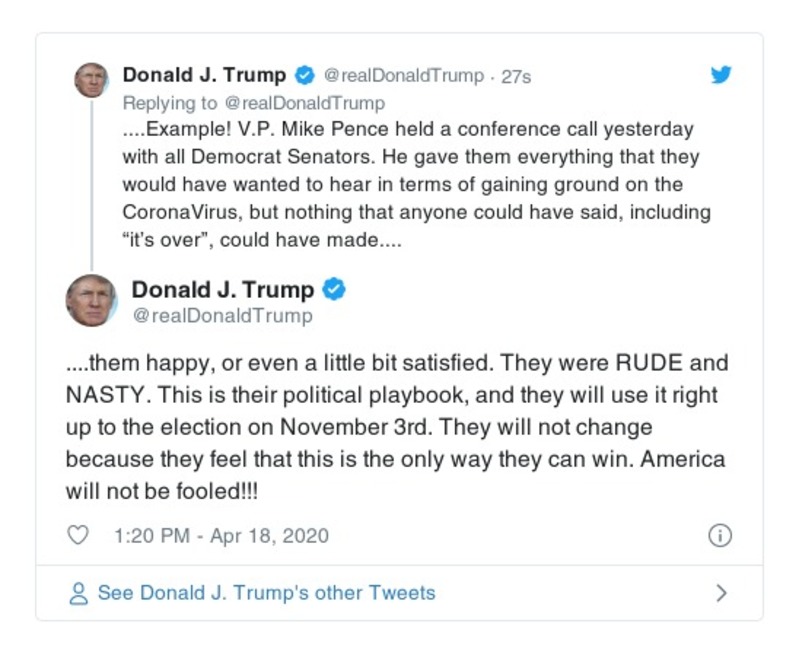 Donald J. Trump @realDonaldTrump · 27s
Replying to @realDonaldTrump
....Example! V.P. Mike Pence held a conference call yesterday
with all Democrat Senators. He gave them everything that they
would have wanted to hear in terms of gaining ground on the
CoronaVirus, but nothing that anyone could have said, including
“it’s over”, could have made....
Donald J. Trump
@realDonaldTrump
....them happy, or even a little bit satisfied. They were RUDE and
NASTY. This is their political playbook, and they will use it right
up to the election on November 3rd. They will not change
because they feel that this is the only way they can win. America
will not be fooled!!!
1:20 PM - Apr 18, 2020
See Donald J. Trump's other Tweets